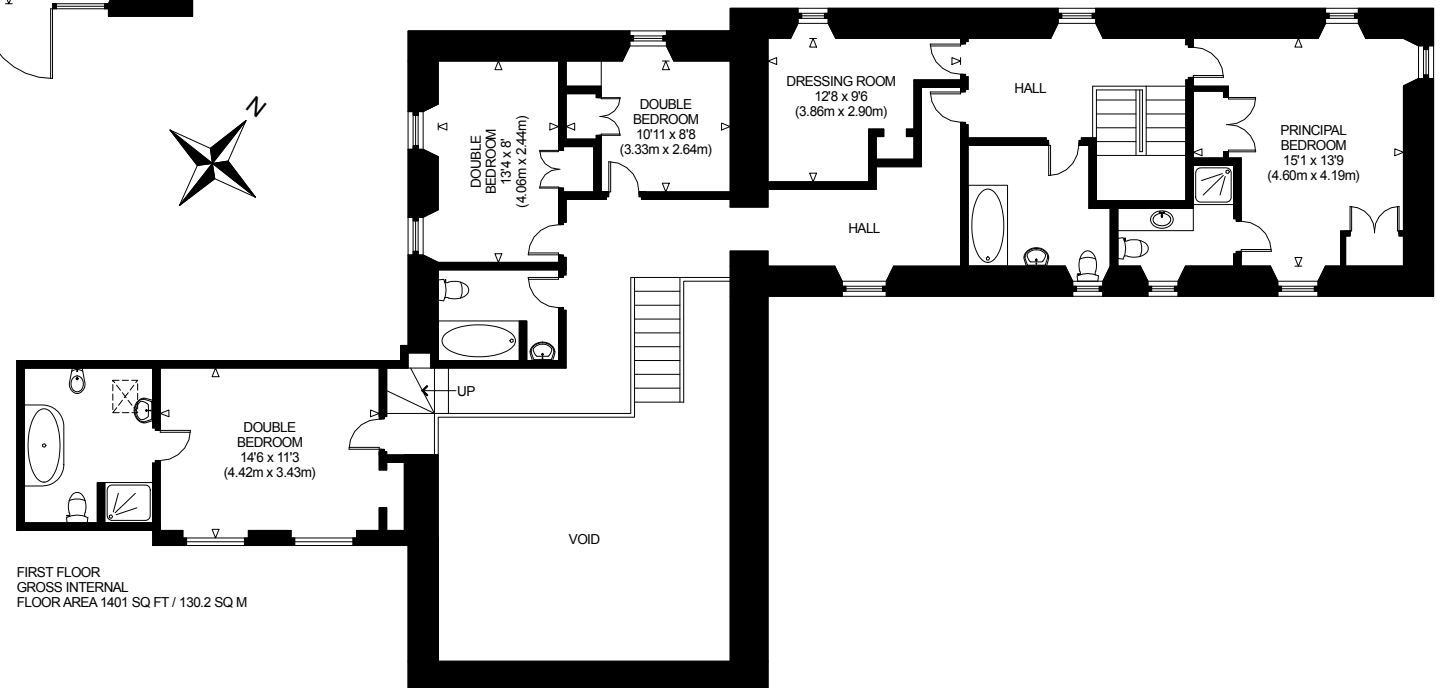 N
DOUBLE
BEDROOM
13'4 x 8'
(4.06m x 2.44m)
DOUBLE
BEDROOM
10'11 x 8'8
(3.33m x 2.64m)
DRESSING ROOM
12'8 x 9'6
(3.86m x 2.90m)
HALL
PRINCIPAL
BEDROOM
15'1 x 13'9
(4.60m x 4.19m)
HALL
UP
DOUBLE
BEDROOM
14'6 x 11'3
(4.42m x 3.43m)
VOID
FIRST FLOOR
GROSS INTERNAL
FLOOR AREA 1401 SQ FT / 130.2 SQ M